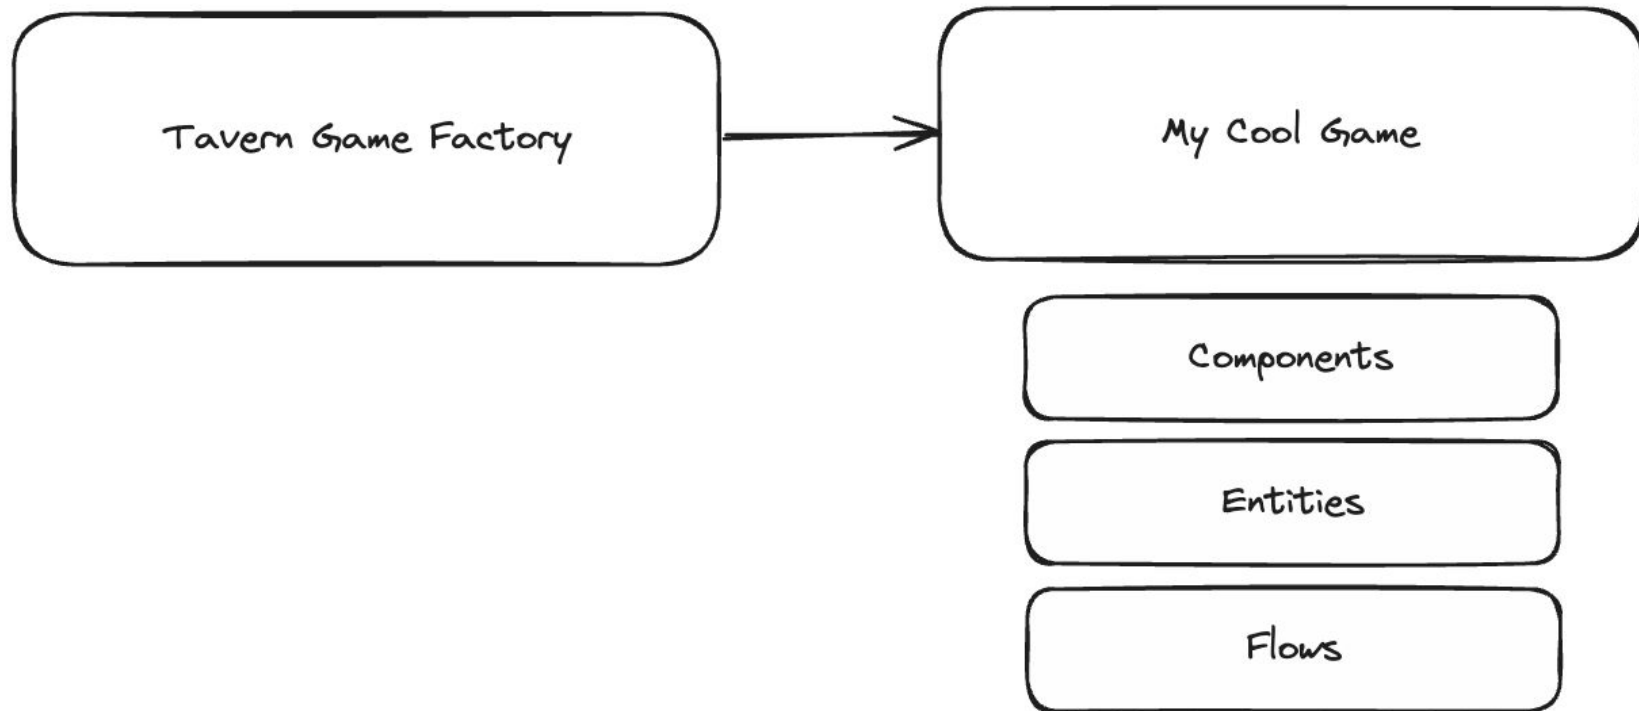 Tavern Game Factory
My Cool Game
Components
Entities
Flows